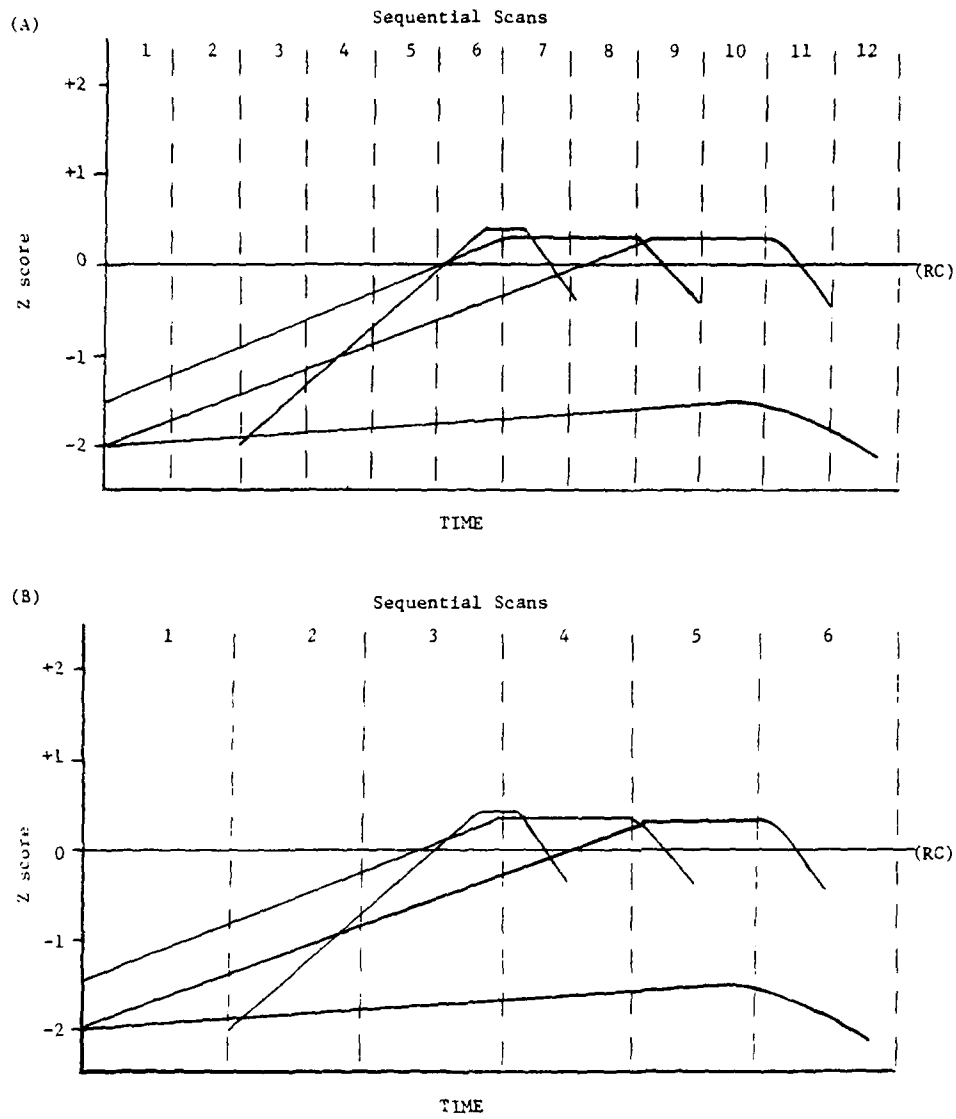 (A)
Sequential Scans
1 2 3 4 5 6 7 8 9 10 11 12
+2
+1
0
-1
-2
Z score
(RC)
TIME
(B)
Sequential Scans
1 2 3 4 5 6
+2
+1
0
-1
-2
Z score
(RC)
TIME